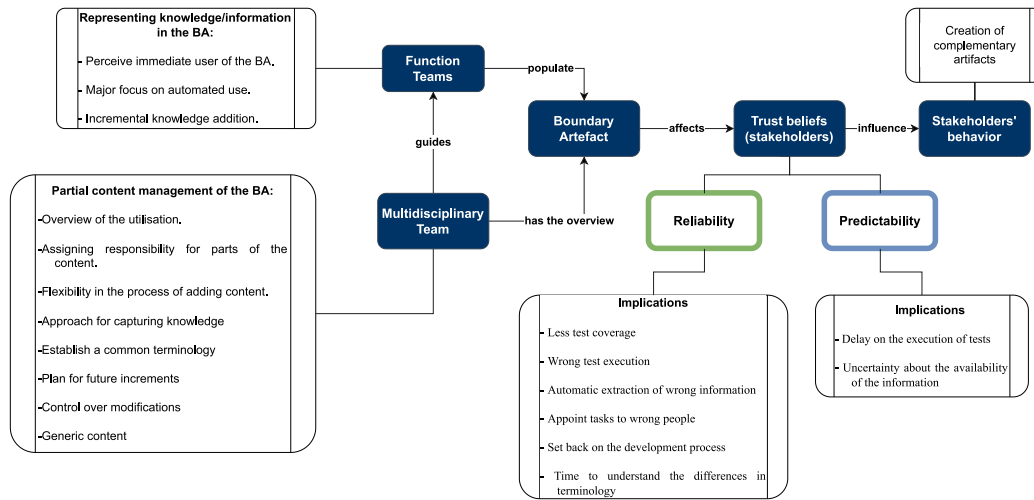 Representing knowledge/information
in the BA:
- Perceive immediate user of the BA.
- Major focus on automated use.
- Incremental knowledge addition.
Function
Teams
populate
Creation of
complementary
artifacts
Boundary
Artefact
affects
Trust beliefs
(stakeholders)
influence
Stakeholders'
behavior
guides
Partial content management of the BA:
-Overview of the utilisation.
-Assigning responsibility for parts of the
content.
-Flexibility in the process of adding content.
-Approach for capturing knowledge
-Establish a common terminology
-Plan for future increments
-Control over modifications
-Generic content
Multidisciplinary
Team
has the overview
Reliability
Predictability
Implications
- Less test coverage
- Wrong test execution
- Automatic extraction of wrong information
- Appoint tasks to wrong people
- Set back on the development process
- Time to understand the differences in
terminology
Implications
- Delay on the execution of tests
- Uncertainty about the availability
of the information